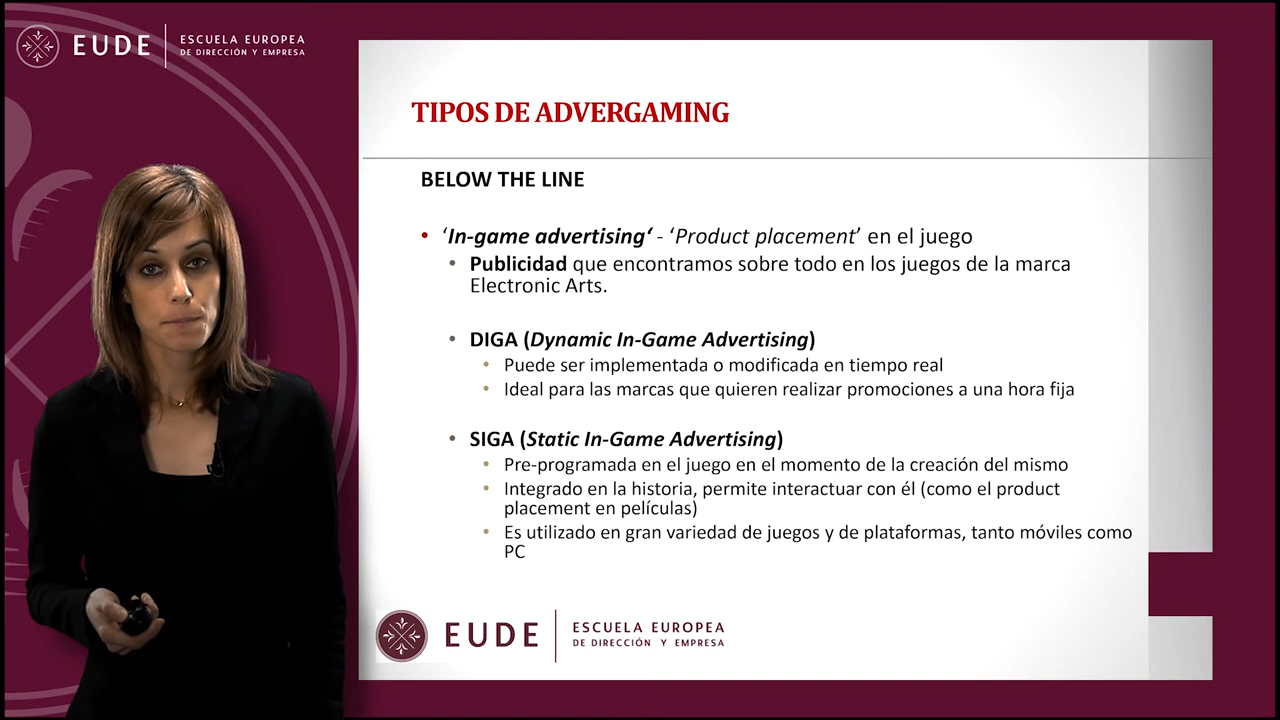 EUDE
ESCUELA EUROPEA
DE DIRECCIÓN Y EMPRESA
TIPOS DE ADVERGAMING
BELOW THE LINE
• ‘In-game advertising‘ - ‘Product placement’ en el juego
• Publicidad que encontramos sobre todo en los juegos de la marca
Electronic Arts.
• DIGA (Dynamic In-Game Advertising)
• Puede ser implementada o modificada en tiempo real
• Ideal para las marcas que quieren realizar promociones a una hora fija
• SIGA (Static In-Game Advertising)
• Pre-programada en el juego en el momento de la creación del mismo
• Integrado en la historia, permite interactuar con él (como el product
placement en películas)
• Es utilizado en gran variedad de juegos y de plataformas, tanto móviles como
PC
EUDE
ESCUELA EUROPEA
DE DIRECCIÓN Y EMPRESA